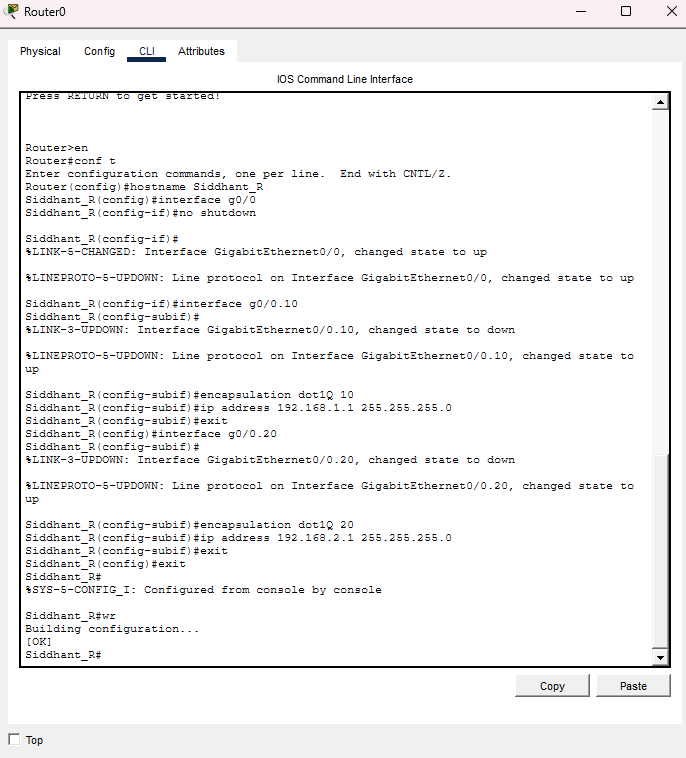 Router0
Physical Config CLI Attributes
IOS Command Line Interface
Press RETURN to get started!
Router>en
Router#conf t
Enter configuration commands, one per line.  End with CNTL/Z.
Router(config)#hostname Siddhant_R
Siddhant_R(config)#interface g0/0
Siddhant_R(config-if)#no shutdown
Siddhant_R(config-if)#
%LINK-5-CHANGED: Interface GigabitEthernet0/0, changed state to up
%LINEPROTO-5-UPDOWN: Line protocol on Interface GigabitEthernet0/0, changed state to up
Siddhant_R(config-if)#interface g0/0.10
Siddhant_R(config-subif)#
%LINK-3-UPDOWN: Interface GigabitEthernet0/0.10, changed state to down
%LINEPROTO-5-UPDOWN: Line protocol on Interface GigabitEthernet0/0.10, changed state to
up
Siddhant_R(config-subif)#encapsulation dot1Q 10
Siddhant_R(config-subif)#ip address 192.168.1.1 255.255.255.0
Siddhant_R(config-subif)#exit
Siddhant_R(config)#interface g0/0.20
Siddhant_R(config-subif)#
%LINK-3-UPDOWN: Interface GigabitEthernet0/0.20, changed state to down
%LINEPROTO-5-UPDOWN: Line protocol on Interface GigabitEthernet0/0.20, changed state to
up
Siddhant_R(config-subif)#encapsulation dot1Q 20
Siddhant_R(config-subif)#ip address 192.168.2.1 255.255.255.0
Siddhant_R(config-subif)#exit
Siddhant_R(config)#exit
Siddhant_R#
%SYS-5-CONFIG_I: Configured from console by console
Siddhant_R#wr
Building configuration...
[OK]
Siddhant_R#
Copy Paste
Top